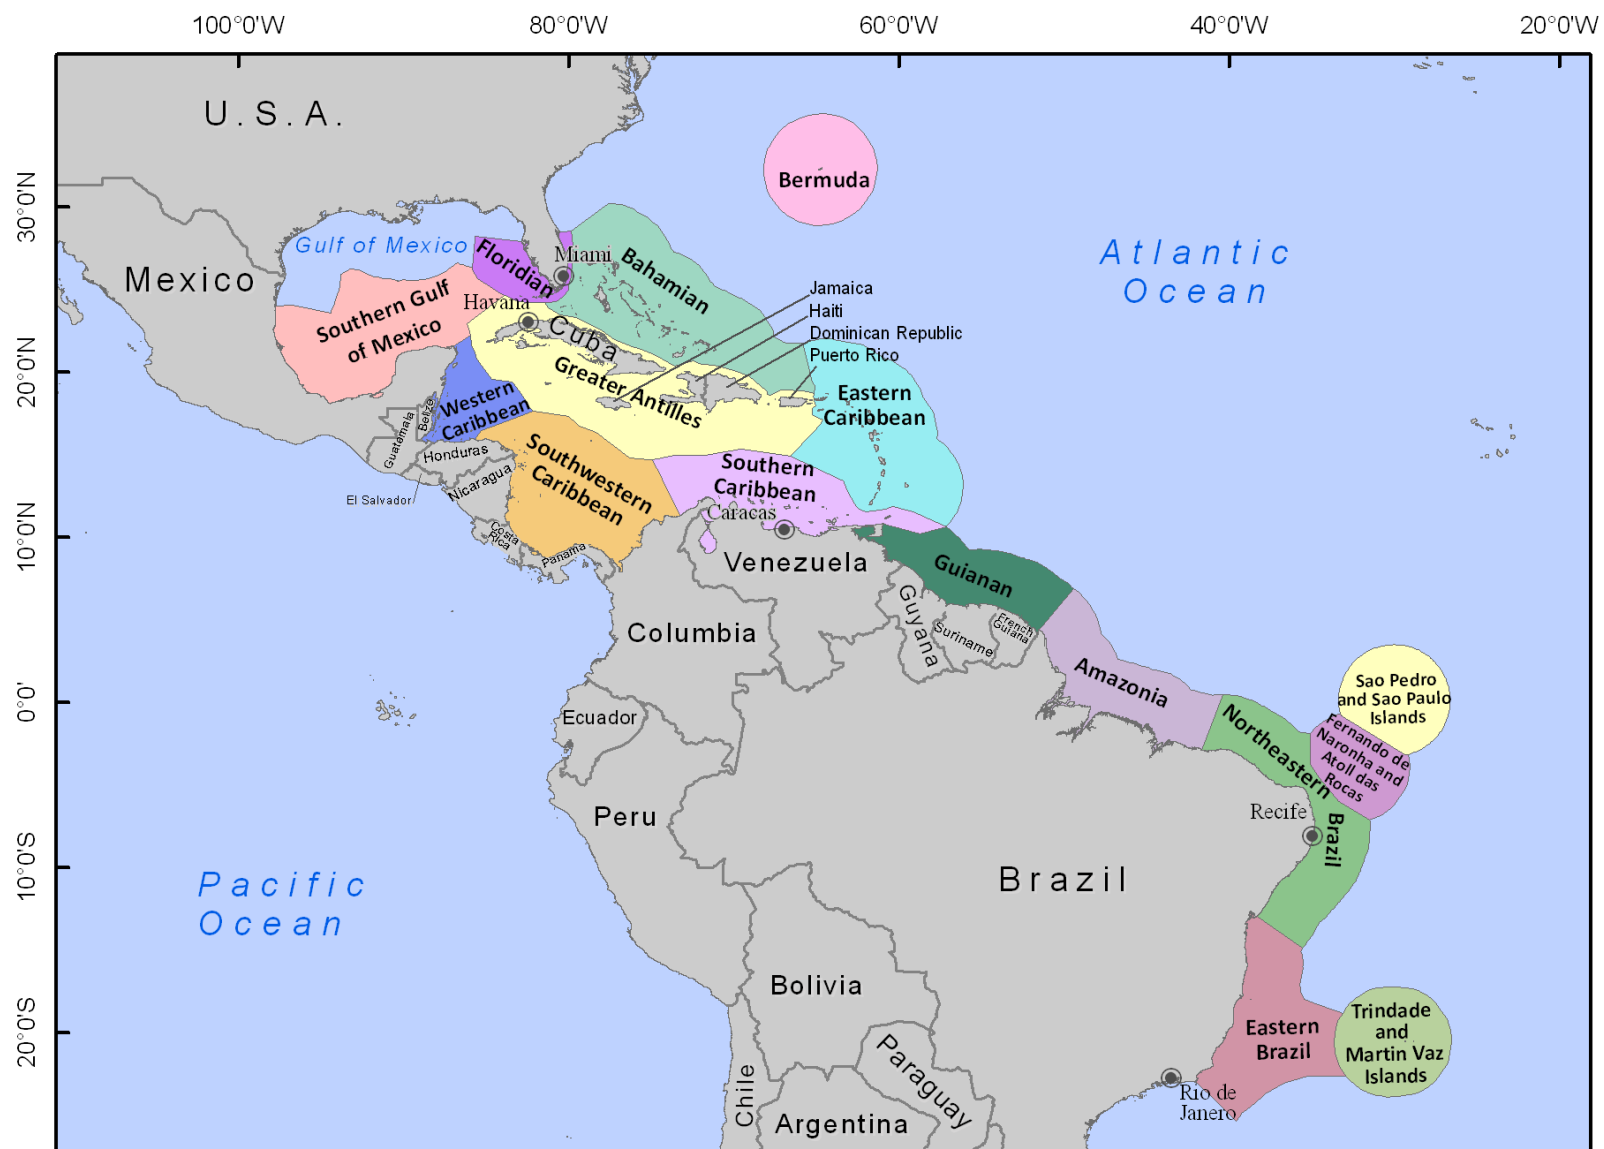 100°0'W
80°0'W
60°0'W
40°0'W
20°0'W
30°0'N
20°0'N
10°0'N
0°0'
10°0'S
20°0'S
U.S.A.
Bermuda
Gulf of Mexico
Floridian
Miami
Bahamian
Atlantic
Ocean
Mexico
Southern Gulf
of Mexico
Havana
Cuba
Jamaica
Haiti
Dominican Republic
Puerto Rico
Greater Antilles
Eastern
Caribbean
Western
Caribbean
Belize
Guatemala
Honduras
El Salvador
Nicaragua
Southwestern
Caribbean
Southern
Caribbean
Caracas
Costa
Rica
Panama
Venezuela
Guianan
Guyana
Suriname
French
Guiana
Columbia
Amazonia
Ecuador
Sao Pedro
and Sao Paulo
Islands
Fernando de
Naronha and
Atoll das
Rocas
Northeastern
Brazil
Peru
Recife
Brazil
Pacific
Ocean
Bolivia
Eastern
Brazil
Trindade
and
Martin Vaz
Islands
Paraguay
Chile
Argentina
Rio de
Janero